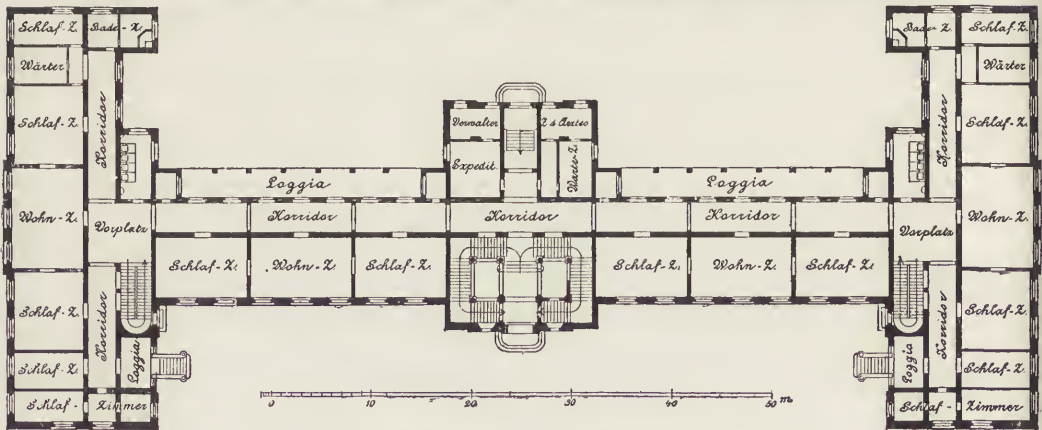 Schlaf-Z. Bade-Z. Bade-Z. Schlaf-Z.
Wärter Wärter
Schlaf-Z. Korridor Verwalter Z. d. Arztes Korridor Schlaf-Z.
Expedit. Warte-Z.
Loggia Loggia
Wohn-Z. Vorplatz Korridor Korridor Korridor Vorplatz Wohn-Z.
Schlaf-Z. Wohn-Z. Schlaf-Z. Schlaf-Z. Wohn-Z. Schlaf-Z.
Schlaf-Z. Korridor Korridor Schlaf-Z.
Schlaf-Z. Loggia Loggia Schlaf-Z.
Schlaf-Zimmer Schlaf-Zimmer
0 10 20 30 40 50 m